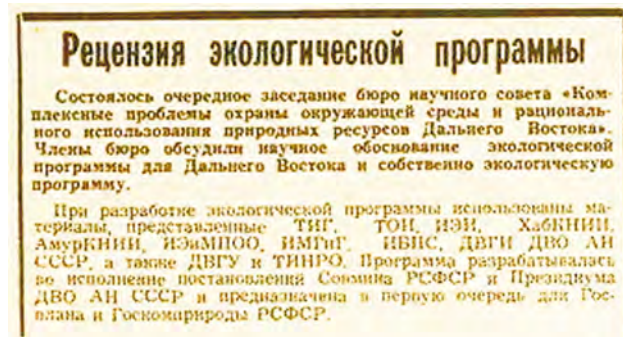 Рецензия экологической программы
Состоялось очередное заседание бюро научного совета «Ком-
плексные проблемы охраны окружающей среды и рациональ-
ного использования природных ресурсов Дальнего Востока».
Члены бюро обсудили научное обоснование экологической
программы для Дальнего Востока и собственно экологическую
программу.
При разработке экологической программы использованы ма-
териалы, представленные ТИГ, ТОИ, ИЭИ, ХабКНИИ,
АмурКНИИ, ИЭиМПОО, ИМГиГ, ИБПС, ДВГИ ДВО АН
СССР, а также ДВГУ и ТИНРО. Программа разрабатывалась
во исполнение постановления Совмина РСФСР и Президиума
ДВО АН СССР и предназначена в первую очередь для Гос-
плана и Госкомприроды РСФСР.